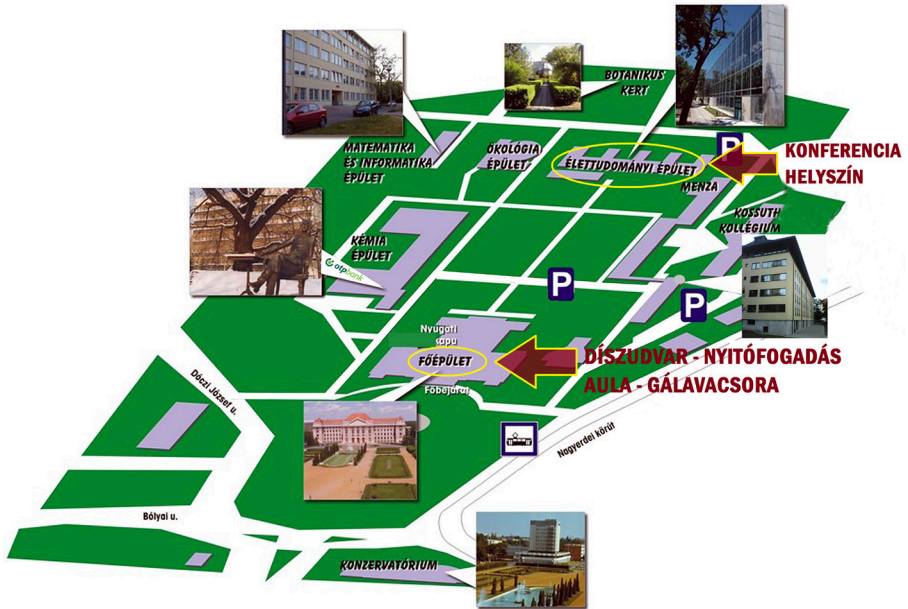 BOTANIKUS
KERT
MATEMATIKA
ÉS INFORMATIKA
ÉPÜLET
ÖKOLÓGIA
ÉPÜLET
ÉLETTUDOMÁNYI ÉPÜLET
P
KONFERENCIA
HELYSZÍN
MENZA
KOSSUTH
KOLLÉGIUM
KÉMIA
ÉPÜLET
otpbank
P
P
Nyugati
kapu
FŐÉPÜLET
Főbejárat
DÍSZUDVAR - NYITÓFOGADÁS
AULA - GÁLAVACSORA
Dóczi József u.
Nagyerdei körút
Bólyai u.
KONZERVATÓRIUM